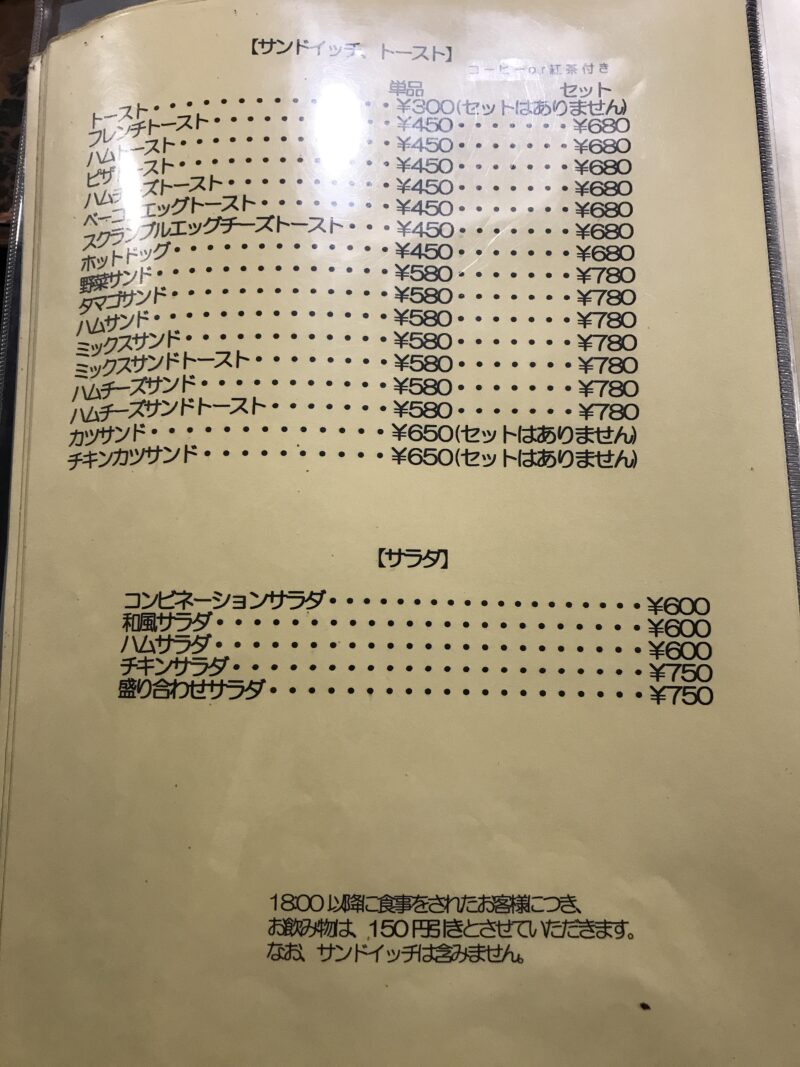 【サンドイッチ、トースト】
コーヒーor紅茶付き
単品 セット
トースト・・・・・・・・・・・・・¥300(セットはありません)
フレンチトースト・・・・・・・・・¥450・・・・・・・¥680
ハムトースト・・・・・・・・・・・¥450・・・・・・・¥680
ピザトースト・・・・・・・・・・・¥450・・・・・・・¥680
ハムチーズトースト・・・・・・・・¥450・・・・・・・¥680
ベーコンエッグトースト・・・・・・・¥450・・・・・・・¥680
スクランブルエッグチーズトースト・・¥450・・・・・・・¥680
ホットドッグ・・・・・・・・・・・¥450・・・・・・・¥680
野菜サンド・・・・・・・・・・・・¥580・・・・・・・¥780
タマゴサンド・・・・・・・・・・・¥580・・・・・・・¥780
ハムサンド・・・・・・・・・・・・¥580・・・・・・・¥780
ミックスサンド・・・・・・・・・・¥580・・・・・・・¥780
ミックスサンドトースト・・・・・・・¥580・・・・・・・¥780
ハムチーズサンド・・・・・・・・・・¥580・・・・・・・¥780
ハムチーズサンドトースト・・・・・・¥580・・・・・・・¥780
カツサンド・・・・・・・・・・・・・¥650(セットはありません)
チキンカツサンド・・・・・・・・・・¥650(セットはありません)
【サラダ】
コンビネーションサラダ・・・・・・・・・・・・・・・・・・¥600
和風サラダ・・・・・・・・・・・・・・・・・・・・・・・・¥600
ハムサラダ・・・・・・・・・・・・・・・・・・・・・・・・¥600
チキンサラダ・・・・・・・・・・・・・・・・・・・・・・・¥750
盛り合わせサラダ・・・・・・・・・・・・・・・・・・・・・¥750
18:00以降に食事をされたお客様につき、
お飲み物は、150円引きとさせていただきます。
なお、サンドイッチは含みません。